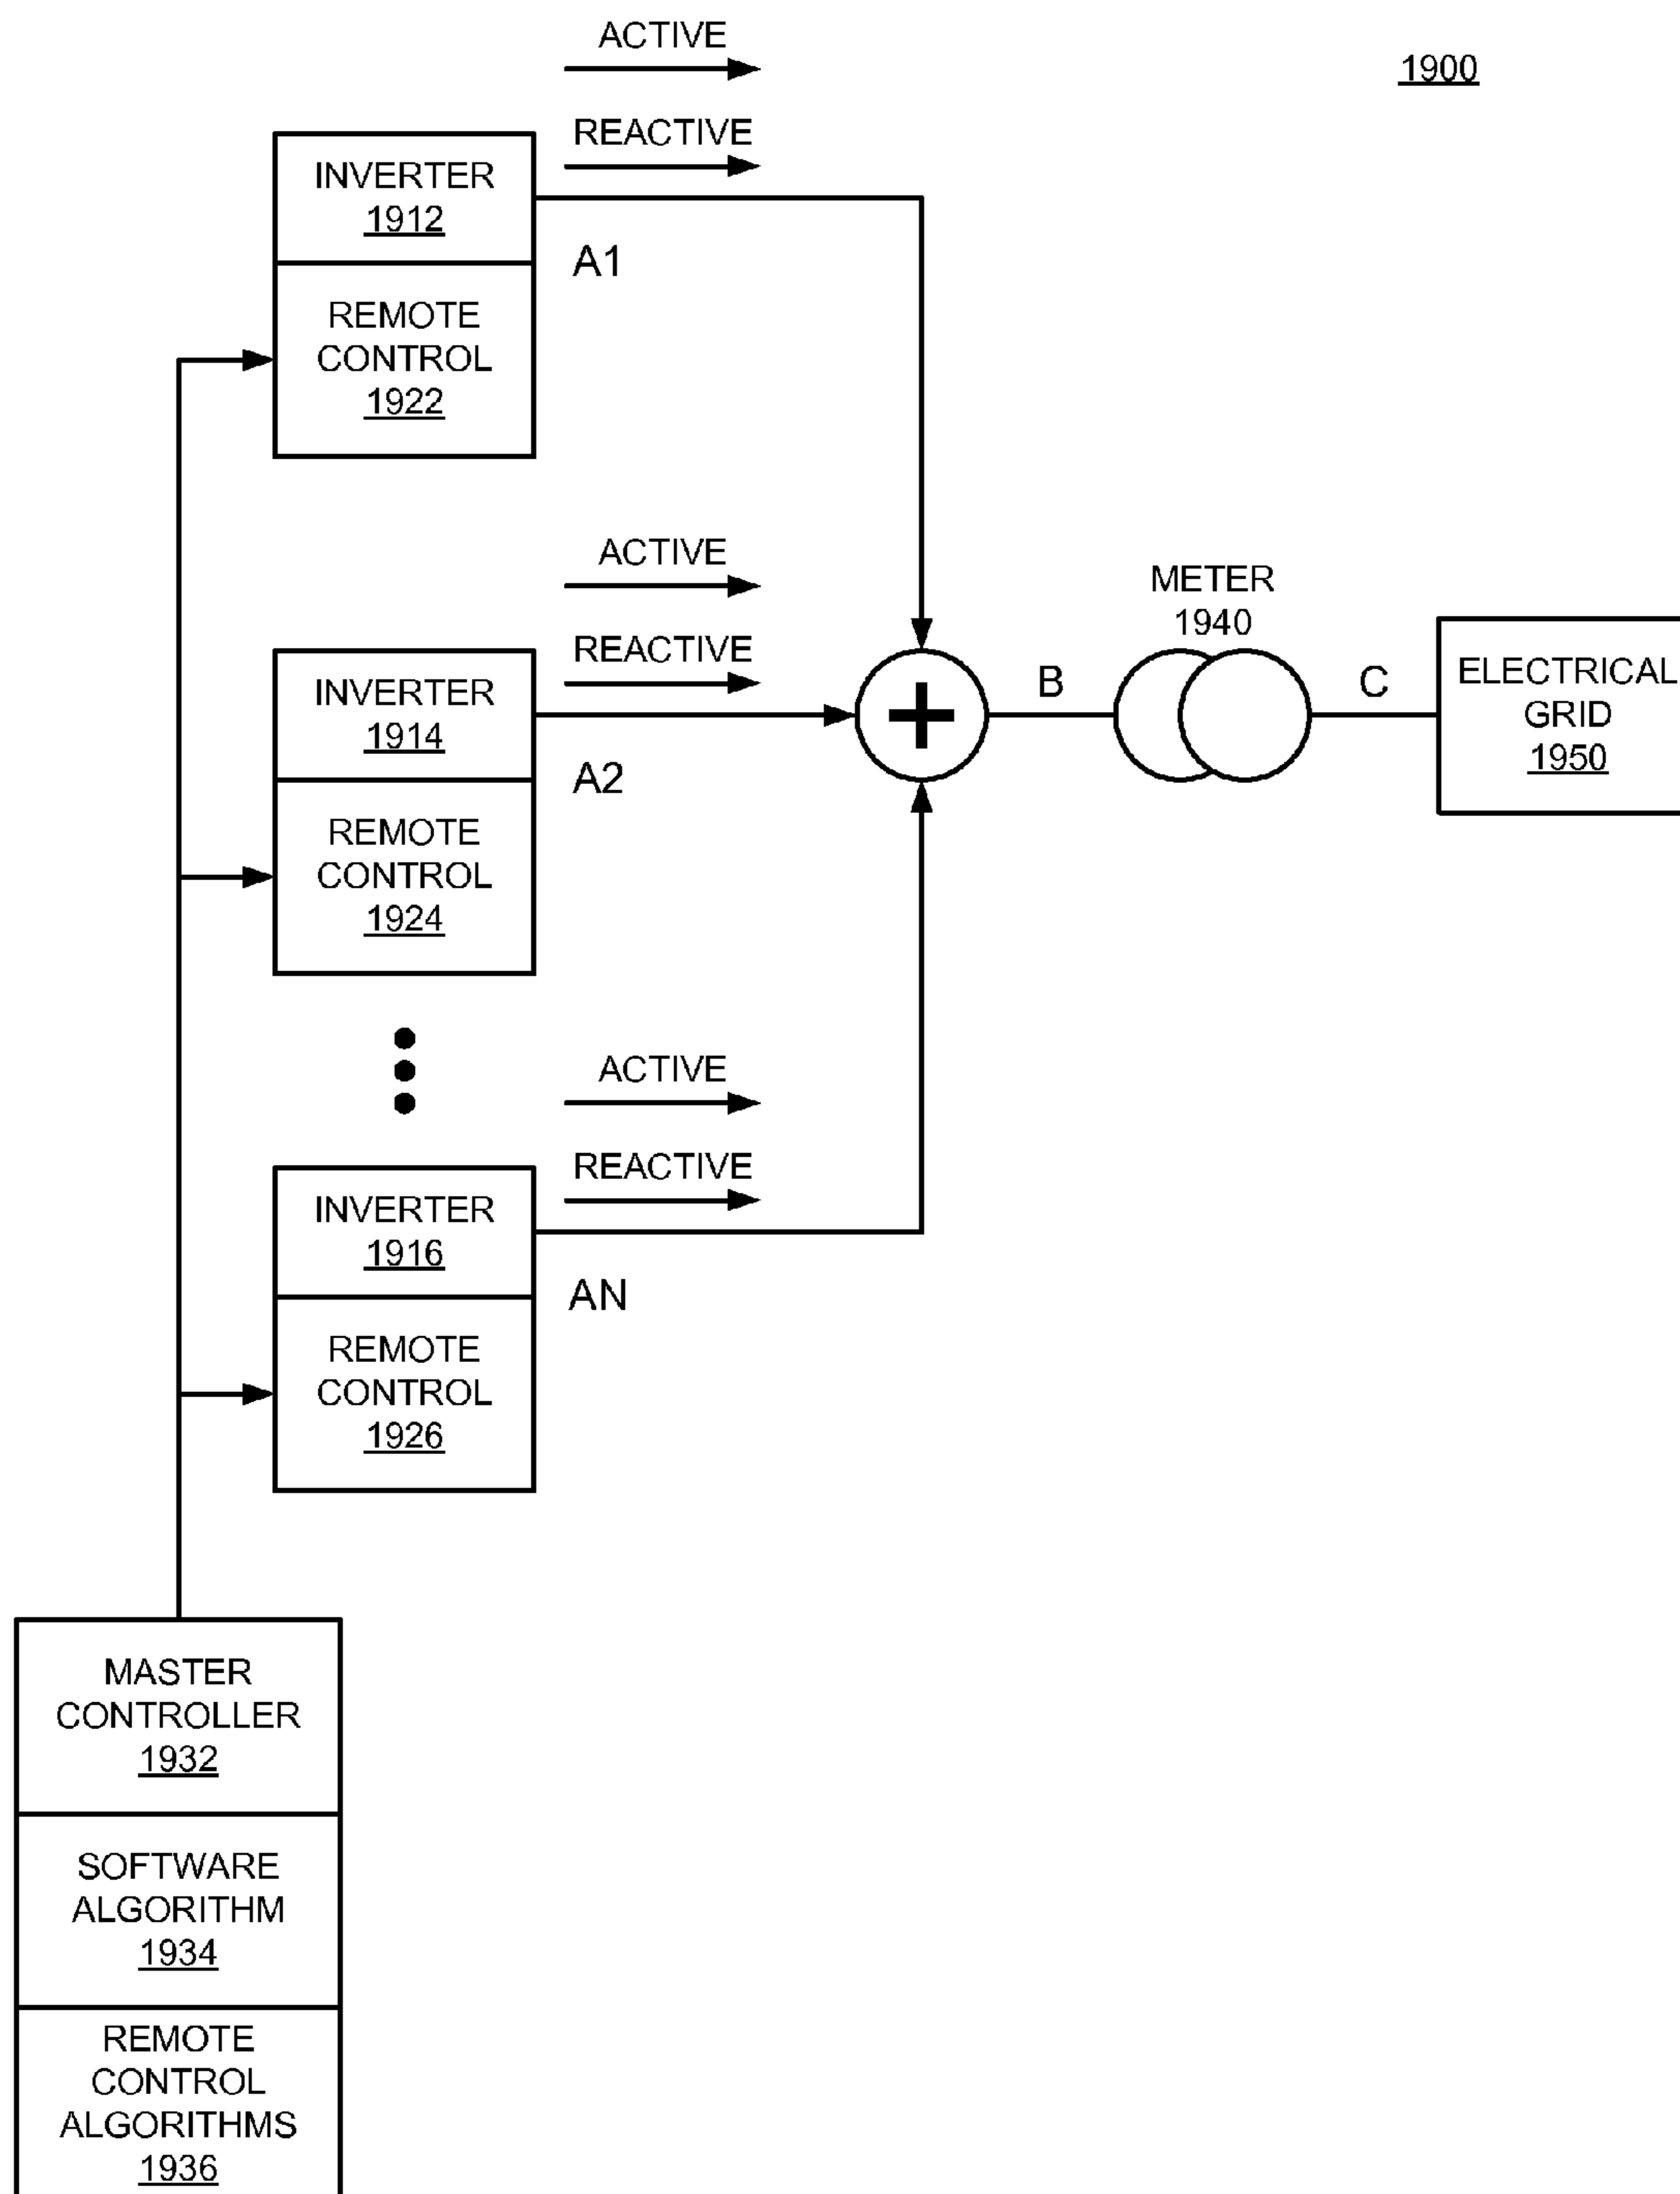 ACTIVE
1900
REACTIVE
INVERTER
1912
A1
REMOTE
CONTROL
1922
ACTIVE
METER
1940
REACTIVE
INVERTER
1914
B
C
ELECTRICAL
GRID
1950
A2
REMOTE
CONTROL
1924
ACTIVE
REACTIVE
INVERTER
1916
AN
REMOTE
CONTROL
1926
MASTER
CONTROLLER
1932
SOFTWARE
ALGORITHM
1934
REMOTE
CONTROL
ALGORITHMS
1936